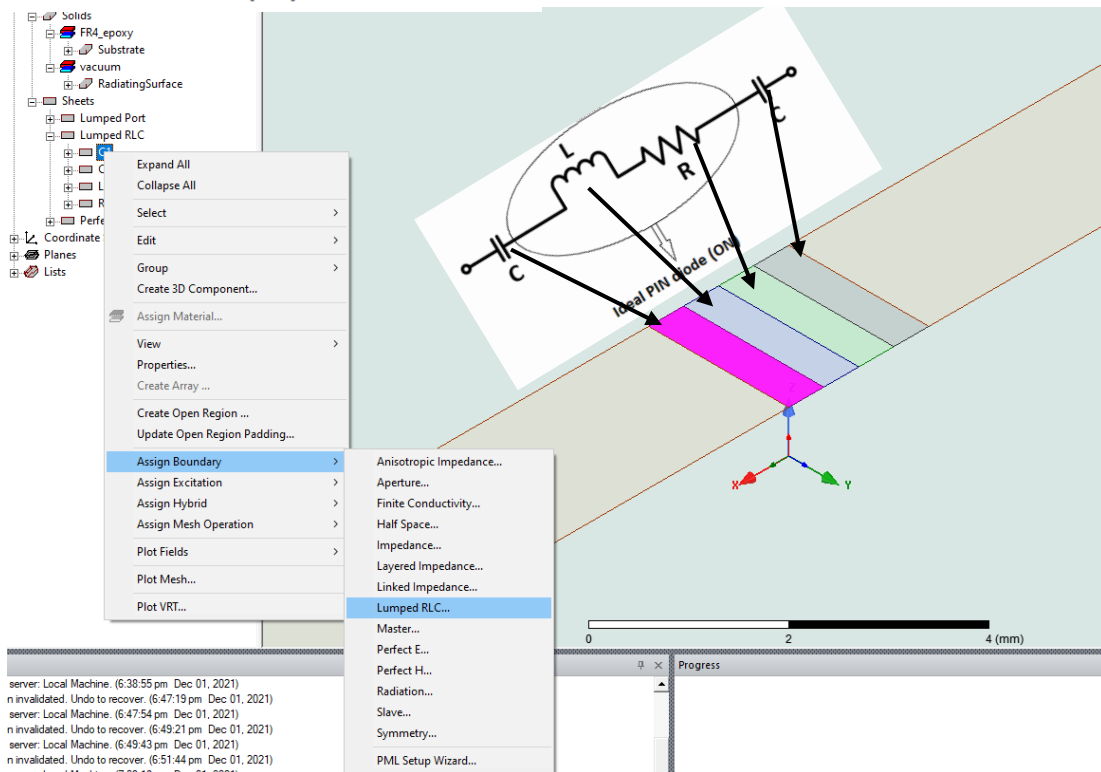 Solids
FR4_epoxy
Substrate
vacuum
RadiatingSurface
Sheets
Lumped Port
Lumped RLC
C
L
R
Perfe
Coordinate
Planes
Lists
Expand All
Collapse All
Select >
Edit >
Group >
Create 3D Component...
Assign Material...
View >
Properties...
Create Array ...
Create Open Region ...
Update Open Region Padding...
Assign Boundary >
Assign Excitation >
Assign Hybrid >
Assign Mesh Operation >
Plot Fields >
Plot Mesh...
Plot VRT...
Anisotropic Impedance...
Aperture...
Finite Conductivity...
Half Space...
Impedance...
Layered Impedance...
Linked Impedance...
Lumped RLC...
Master...
Perfect E...
Perfect H...
Radiation...
Slave...
Symmetry...
PML Setup Wizard...
C
L
R
C
Ideal PIN diode (ON)
Z
X
Y
0 2 4 (mm)
Progress
server: Local Machine. (6:38:55 pm Dec 01, 2021)
n invalidated. Undo to recover. (6:47:19 pm Dec 01, 2021)
server: Local Machine. (6:47:54 pm Dec 01, 2021)
n invalidated. Undo to recover. (6:49:21 pm Dec 01, 2021)
server: Local Machine. (6:49:43 pm Dec 01, 2021)
n invalidated. Undo to recover. (6:51:44 pm Dec 01, 2021)